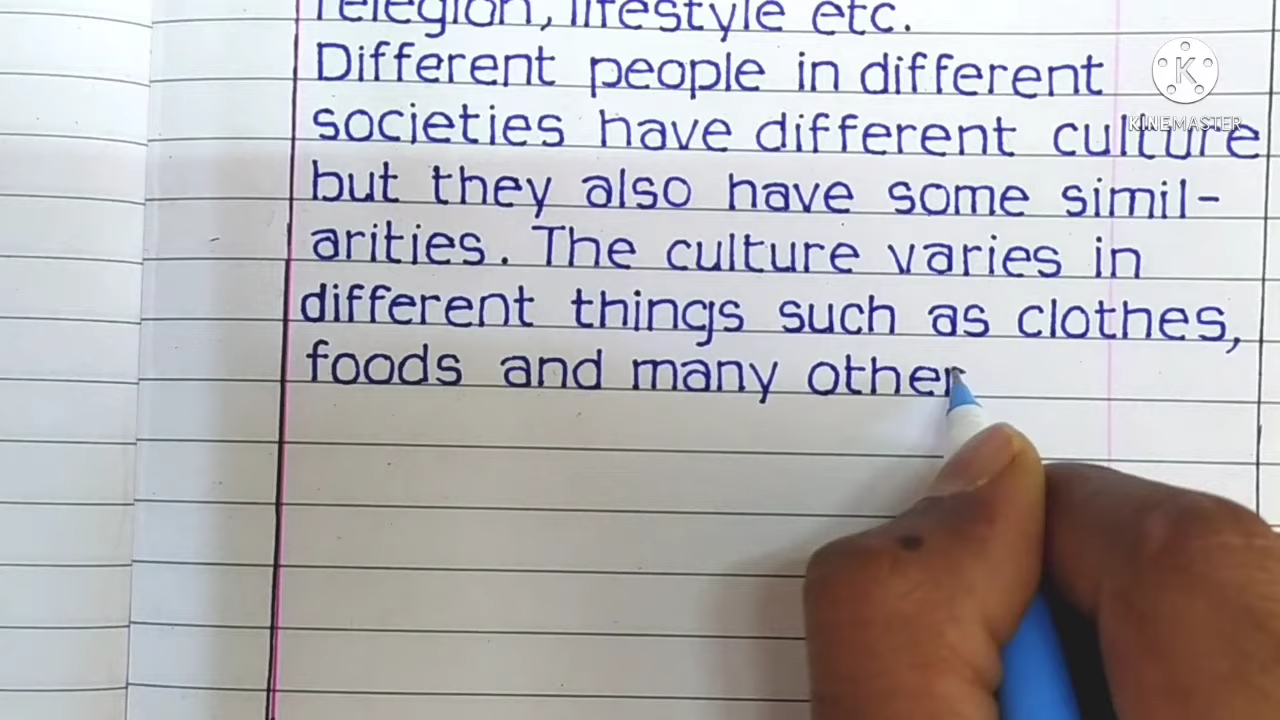 relegion, lifestyle etc.
Different people in different
societies have different culture
but they also have some simil-
arities. The culture varies in
different things such as clothes,
foods and many other
K
KINEMASTER